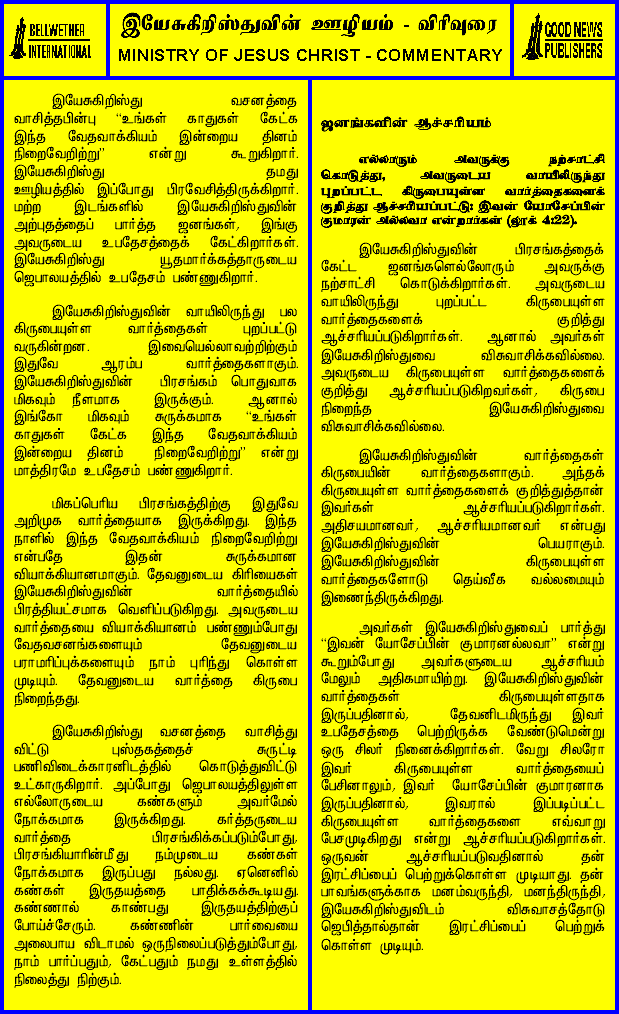 BELLWETHER
INTERNATIONAL
இயேசுகிறிஸ்துவின் ஊழியம் - விரிவுரை
MINISTRY OF JESUS CHRIST - COMMENTARY
GOOD NEWS
PUBLISHERS
இயேசுகிறிஸ்து வசனத்தை
வாசித்தபின்பு “உங்கள் காதுகள் கேட்க
இந்த வேதவாக்கியம் இன்றைய தினம்
நிறைவேறிற்று” என்று கூறுகிறார்.
இயேசுகிறிஸ்து தமது
ஊழியத்தில் இப்போது பிரவேசித்திருக்கிறார்.
மற்ற இடங்களில் இயேசுகிறிஸ்துவின்
அற்புதத்தைப் பார்த்த ஜனங்கள், இங்கு
அவருடைய உபதேசத்தைக் கேட்கிறார்கள்.
இயேசுகிறிஸ்து யூதமார்க்கத்தாருடைய
ஜெபாலயத்தில் உபதேசம் பண்ணுகிறார்.
இயேசுகிறிஸ்துவின் வாயிலிருந்து பல
கிருபையுள்ள வார்த்தைகள் புறப்பட்டு
வருகின்றன. இவையெல்லாவற்றிற்கும்
இதுவே ஆரம்ப வார்த்தைகளாகும்.
இயேசுகிறிஸ்துவின் பிரசங்கம் பொதுவாக
மிகவும் நீளமாக இருக்கும். ஆனால்
இங்கோ மிகவும் சுருக்கமாக “உங்கள்
காதுகள் கேட்க இந்த வேதவாக்கியம்
இன்றைய தினம் நிறைவேறிற்று” என்று
மாத்திரமே உபதேசம் பண்ணுகிறார்.
மிகப்பெரிய பிரசங்கத்திற்கு இதுவே
அறிமுக வார்த்தையாக இருக்கிறது. இந்த
நாளில் இந்த வேதவாக்கியம் நிறைவேறிற்று
என்பதே இதன் சுருக்கமான
வியாக்கியானமாகும். தேவனுடைய கிரியைகள்
இயேசுகிறிஸ்துவின் வார்த்தையில்
பிரத்தியட்சமாக வெளிப்படுகிறது. அவருடைய
வார்த்தையை வியாக்கியானம் பண்ணும்போது
வேதவசனங்களையும் தேவனுடைய
பராமரிப்புக்களையும் நாம் புரிந்து கொள்ள
முடியும். தேவனுடைய வார்த்தை கிருபை
நிறைந்தது.
இயேசுகிறிஸ்து வசனத்தை வாசித்து
விட்டு புஸ்தகத்தைச் சுருட்டி
பணிவிடைக்காரனிடத்தில் கொடுத்துவிட்டு
உட்காருகிறார். அப்போது ஜெபாலயத்திலுள்ள
எல்லோருடைய கண்களும் அவர்மேல்
நோக்கமாக இருக்கிறது. கர்த்தருடைய
வார்த்தை பிரசங்கிக்கப்படும்போது,
பிரசங்கியாரின்மீது நம்முடைய கண்கள்
நோக்கமாக இருப்பது நல்லது. ஏனெனில்
கண்கள் இருதயத்தை பாதிக்கக்கூடியது.
கண்ணால் காண்பது இருதயத்திற்குப்
போய்ச்சேரும். கண்ணின் பார்வையை
அலைபாய விடாமல் ஒருநிலைப்படுத்தும்போது,
நாம் பார்ப்பதும், கேட்பதும் நமது உள்ளத்தில்
நிலைத்து நிற்கும்.
ஜனங்களின் ஆச்சரியம்
எல்லாரும் அவருக்கு நற்சாட்சி
கொடுத்து, அவருடைய வாயிலிருந்து
புறப்பட்ட கிருபையுள்ள வார்த்தைகளைக்
குறித்து ஆச்சரியப்பட்டு: இவன் யோசேப்பின்
குமாரன் அல்லவா என்றார்கள் (லூக் 4:22).
இயேசுகிறிஸ்துவின் பிரசங்கத்தைக்
கேட்ட ஜனங்களெல்லோரும் அவருக்கு
நற்சாட்சி கொடுக்கிறார்கள். அவருடைய
வாயிலிருந்து புறப்பட்ட கிருபையுள்ள
வார்த்தைகளைக் குறித்து
ஆச்சரியப்படுகிறார்கள். ஆனால் அவர்கள்
இயேசுகிறிஸ்துவை விசுவாசிக்கவில்லை.
அவருடைய கிருபையுள்ள வார்த்தைகளைக்
குறித்து ஆச்சரியப்படுகிறவர்கள், கிருபை
நிறைந்த இயேசுகிறிஸ்துவை
விசுவாசிக்கவில்லை.
இயேசுகிறிஸ்துவின் வார்த்தைகள்
கிருபையின் வார்த்தைகளாகும். அந்தக்
கிருபையுள்ள வார்த்தைகளைக் குறித்துத்தான்
இவர்கள் ஆச்சரியப்படுகிறார்கள்.
அதிசயமானவர், ஆச்சரியமானவர் என்பது
இயேசுகிறிஸ்துவின் பெயராகும்.
இயேசுகிறிஸ்துவின் கிருபையுள்ள
வார்த்தைகளோடு தெய்வீக வல்லமையும்
இணைந்திருக்கிறது.
அவர்கள் இயேசுகிறிஸ்துவைப் பார்த்து
“இவன் யோசேப்பின் குமாரனல்லவா” என்று
கூறும்போது அவர்களுடைய ஆச்சரியம்
மேலும் அதிகமாயிற்று. இயேசுகிறிஸ்துவின்
வார்த்தைகள் கிருபையுள்ளதாக
இருப்பதினால், தேவனிடமிருந்து இவர்
உபதேசத்தை பெற்றிருக்க வேண்டுமென்று
ஒரு சிலர் நினைக்கிறார்கள். வேறு சிலரோ
இவர் கிருபையுள்ள வார்த்தையைப்
பேசினாலும், இவர் யோசேப்பின் குமாரனாக
இருப்பதினால், இவரால் இப்படிப்பட்ட
கிருபையுள்ள வார்த்தைகளை எவ்வாறு
பேசமுடிகிறது என்று ஆச்சரியப்படுகிறார்கள்.
ஒருவன் ஆச்சரியப்படுவதினால் தன்
இரட்சிப்பைப் பெற்றுக்கொள்ள முடியாது. தன்
பாவங்களுக்காக மனம்வருந்தி, மனந்திருந்தி,
இயேசுகிறிஸ்துவிடம் விசுவாசத்தோடு
ஜெபித்தால்தான் இரட்சிப்பைப் பெற்றுக்
கொள்ள முடியும்.